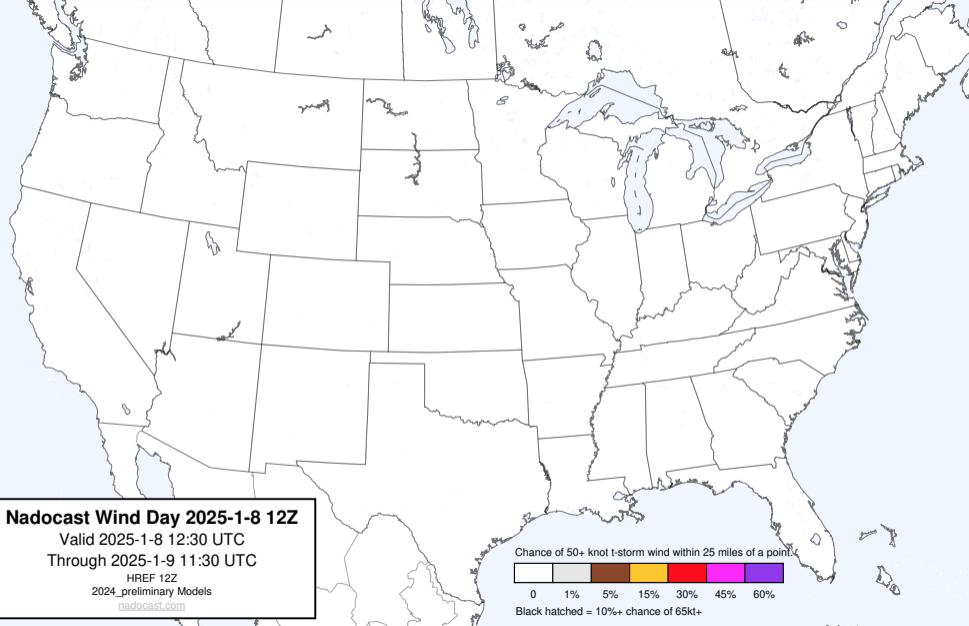 Nadocast Wind Day 2025-1-8 12Z
Valid 2025-1-8 12:30 UTC
Through 2025-1-9 11:30 UTC
HREF 12Z
2024_preliminary Models
nadocast.com
Chance of 50+ knot t-storm wind within 25 miles of a point.
0 1% 5% 15% 30% 45% 60%
Black hatched = 10%+ chance of 65kt+